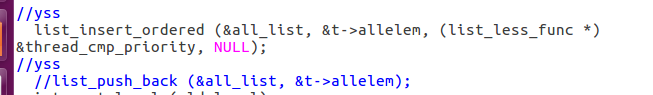 //yss
list_insert_ordered (&all_list, &t->allelem, (list_less_func *)
&thread_cmp_priority, NULL);
//yss
//list_push_back (&all_list, &t->allelem);